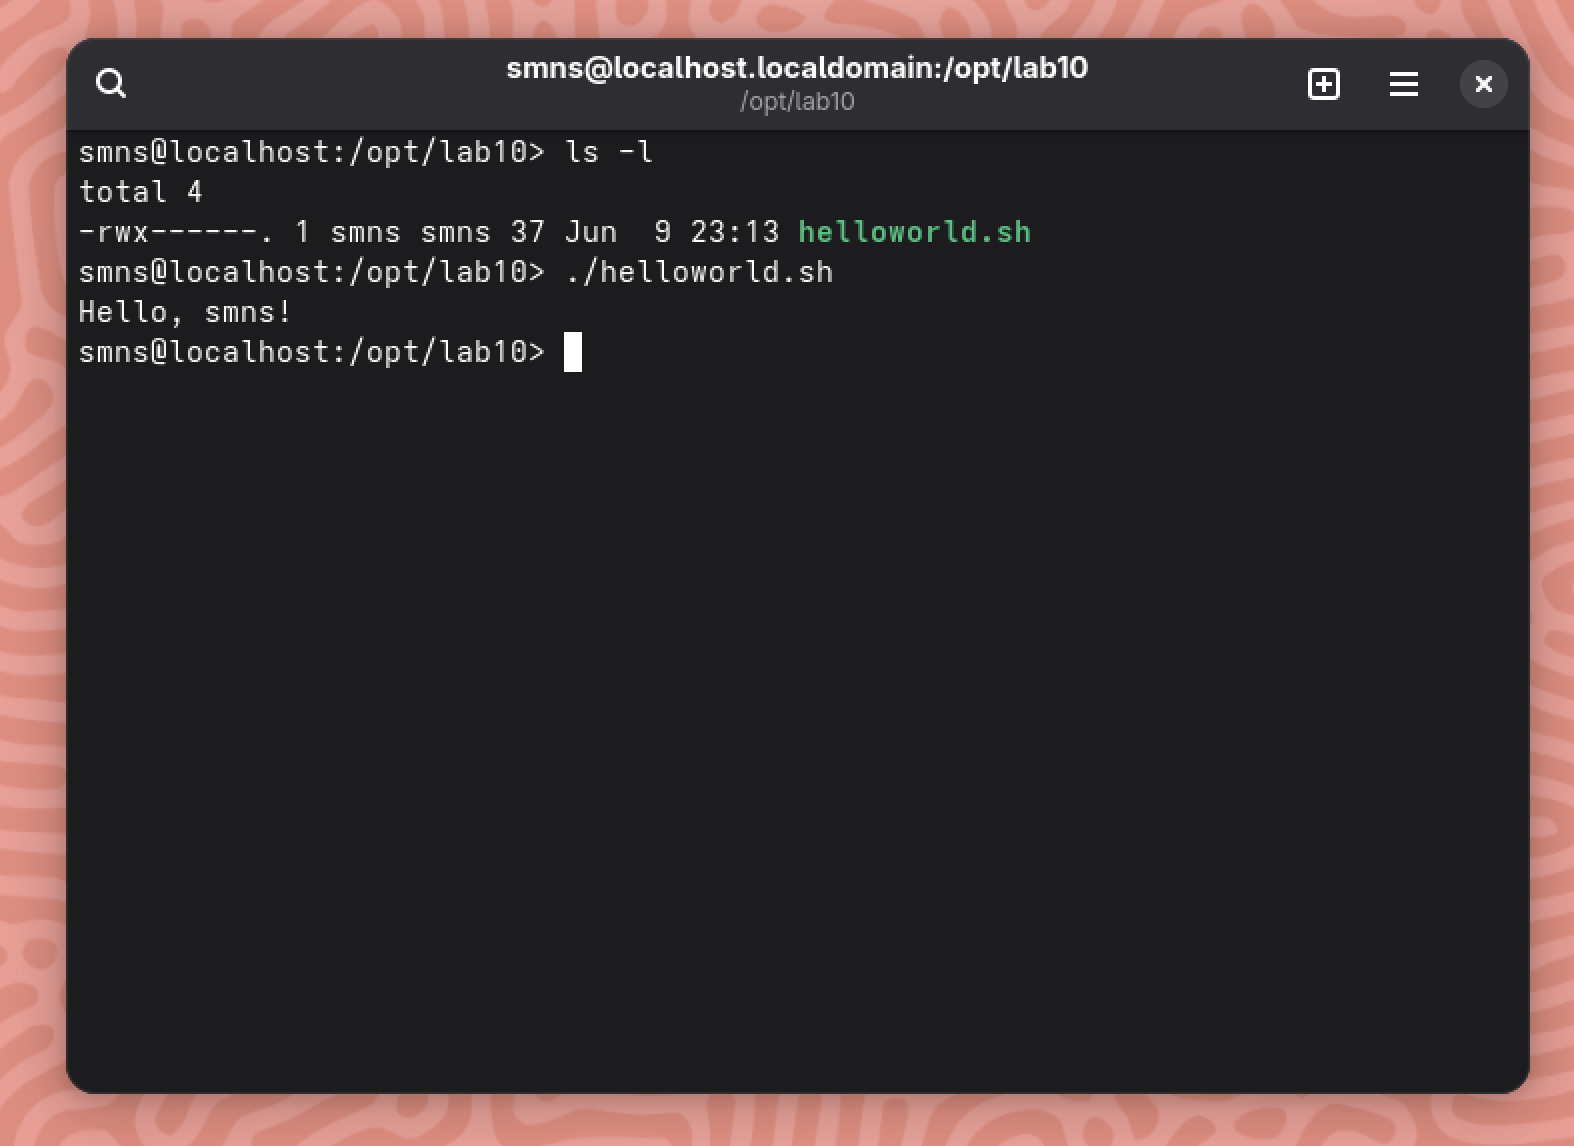 smns@localhost.localdomain:/opt/lab10
/opt/lab10
smns@localhost:/opt/lab10> ls -l
total 4
-rwx------. 1 smns smns 37 Jun  9 23:13 helloworld.sh
smns@localhost:/opt/lab10> ./helloworld.sh
Hello, smns!
smns@localhost:/opt/lab10>